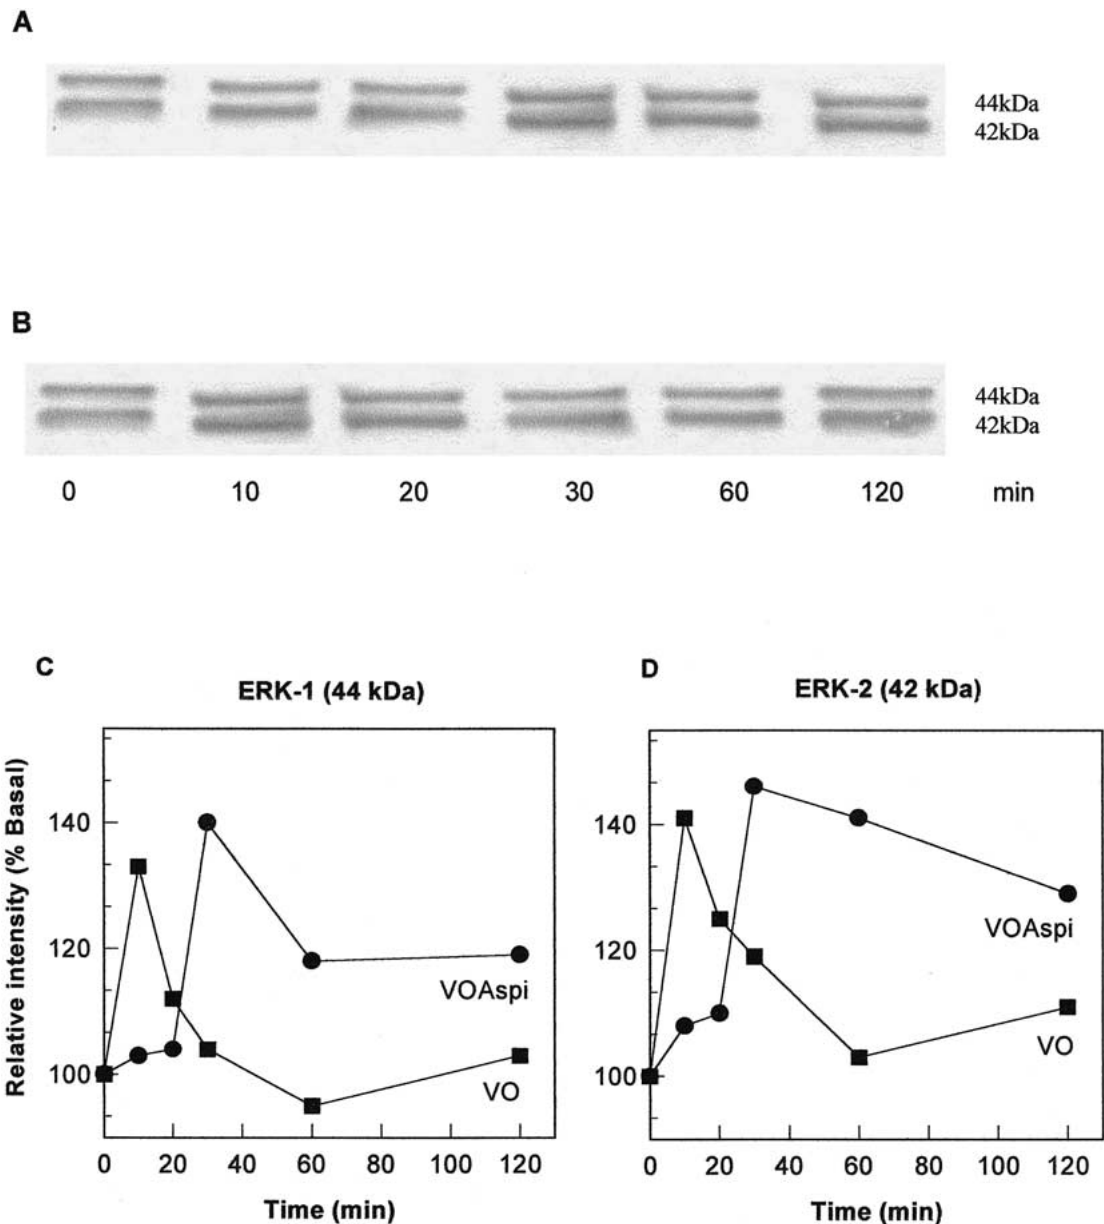 A
44kDa
42kDa
B
44kDa
42kDa
0 10 20 30 60 120 min
C
ERK-1 (44 kDa)
Relative intensity (% Basal)
140
120
100
VOAspi
VO
0 20 40 60 80 100 120
Time (min)
D
ERK-2 (42 kDa)
140
120
100
VOAspi
VO
0 20 40 60 80 100 120
Time (min)